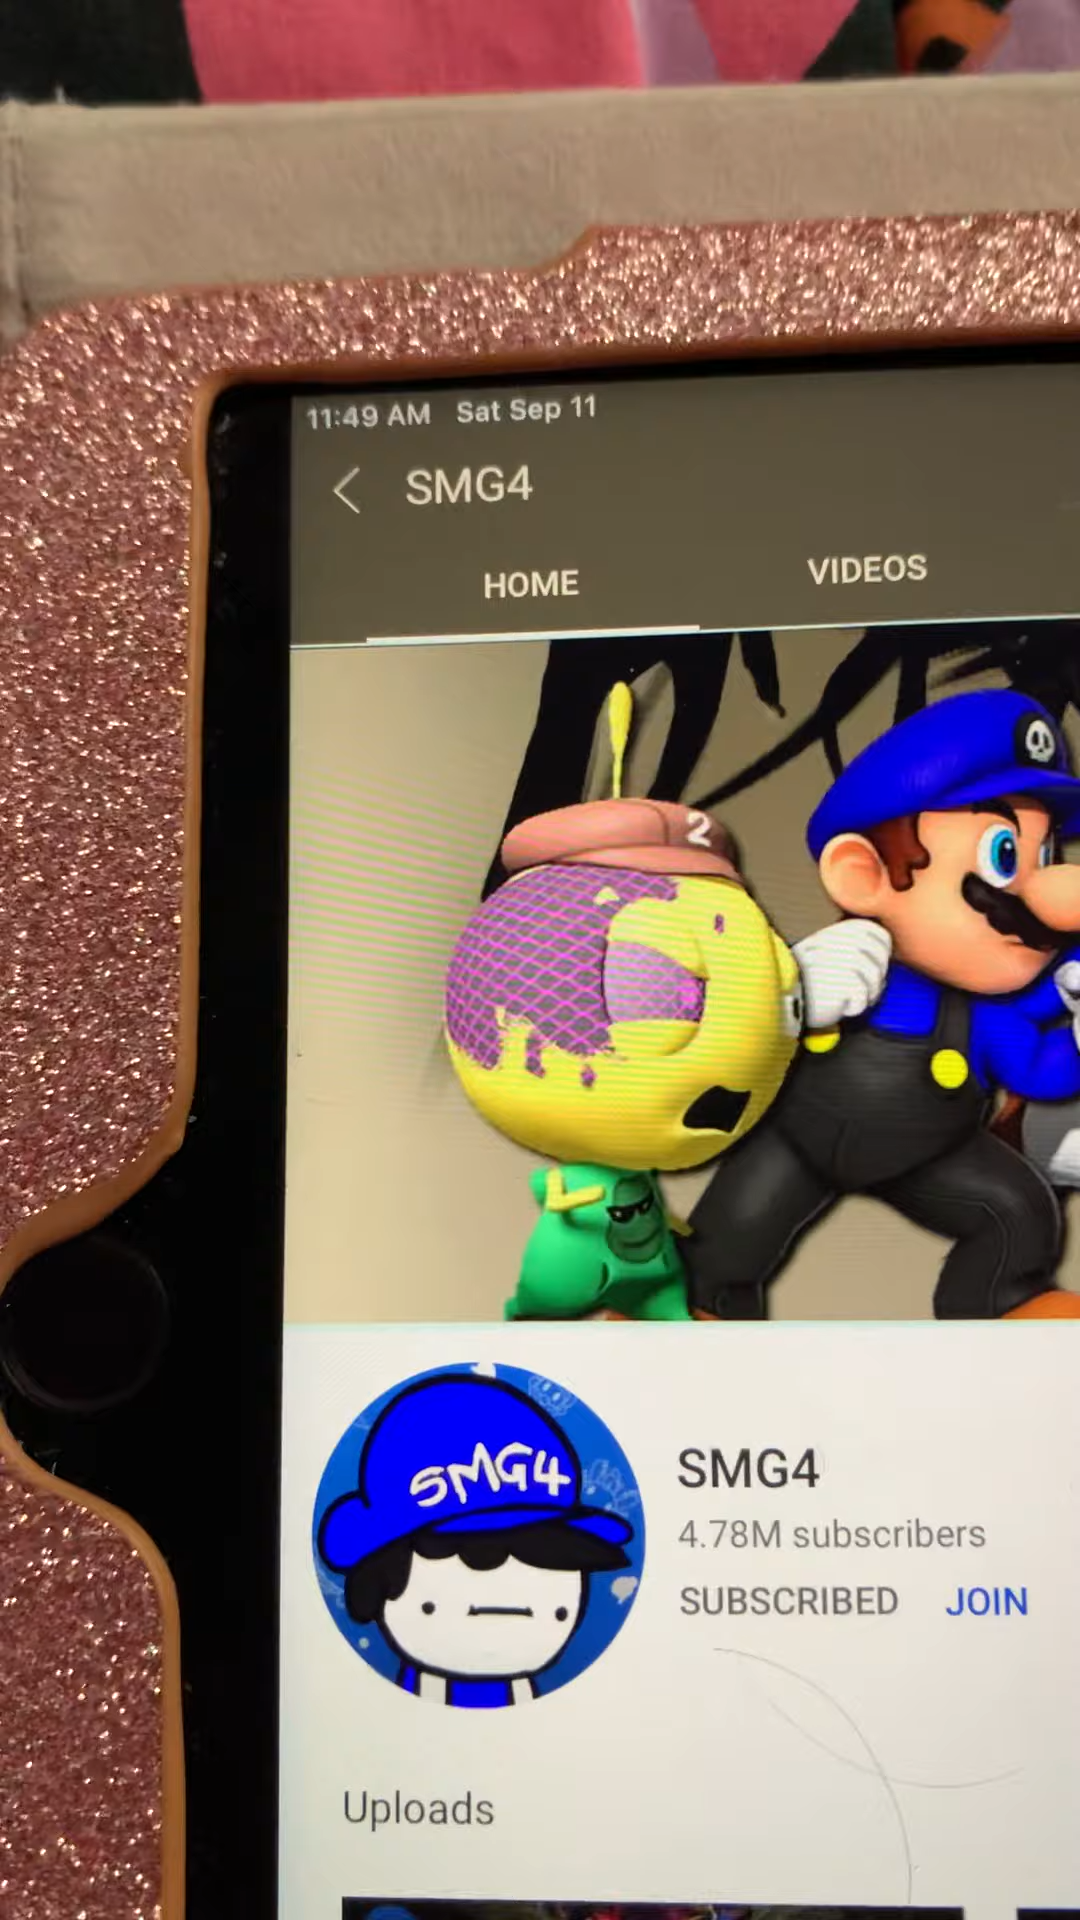 11:49 AM Sat Sep 11
SMG4
HOME VIDEOS
2
SMG4
SMG4
4.78M subscribers
SUBSCRIBED JOIN
Uploads